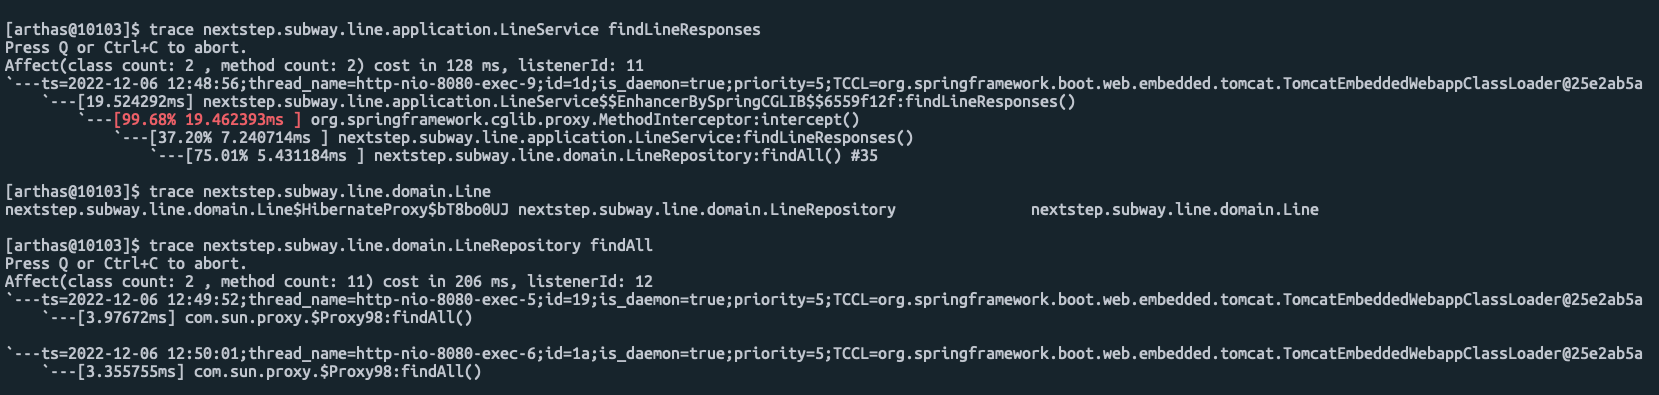 [arthas@10103]$ trace nextstep.subway.line.application.LineService findLineResponses
Press Q or Ctrl+C to abort.
Affect(class count: 2 , method count: 2) cost in 128 ms, listenerId: 11
`---ts=2022-12-06 12:48:56;thread_name=http-nio-8080-exec-9;id=1d;is_daemon=true;priority=5;TCCL=org.springframework.boot.web.embedded.tomcat.TomcatEmbeddedWebappClassLoader@25e2ab5a
    `---[19.524292ms] nextstep.subway.line.application.LineService$$EnhancerBySpringCGLIB$$6559f12f:findLineResponses()
        `---[99.68% 19.462393ms ] org.springframework.cglib.proxy.MethodInterceptor:intercept()
            `---[37.20% 7.240714ms ] nextstep.subway.line.application.LineService:findLineResponses()
                `---[75.01% 5.431184ms ] nextstep.subway.line.domain.LineRepository:findAll() #35
[arthas@10103]$ trace nextstep.subway.line.domain.Line
nextstep.subway.line.domain.Line$HibernateProxy$bT8bo0UJ nextstep.subway.line.domain.LineRepository               nextstep.subway.line.domain.Line
[arthas@10103]$ trace nextstep.subway.line.domain.LineRepository findAll
Press Q or Ctrl+C to abort.
Affect(class count: 2 , method count: 11) cost in 206 ms, listenerId: 12
`---ts=2022-12-06 12:49:52;thread_name=http-nio-8080-exec-5;id=19;is_daemon=true;priority=5;TCCL=org.springframework.boot.web.embedded.tomcat.TomcatEmbeddedWebappClassLoader@25e2ab5a
    `---[3.97672ms] com.sun.proxy.$Proxy98:findAll()
`---ts=2022-12-06 12:50:01;thread_name=http-nio-8080-exec-6;id=1a;is_daemon=true;priority=5;TCCL=org.springframework.boot.web.embedded.tomcat.TomcatEmbeddedWebappClassLoader@25e2ab5a
    `---[3.355755ms] com.sun.proxy.$Proxy98:findAll()